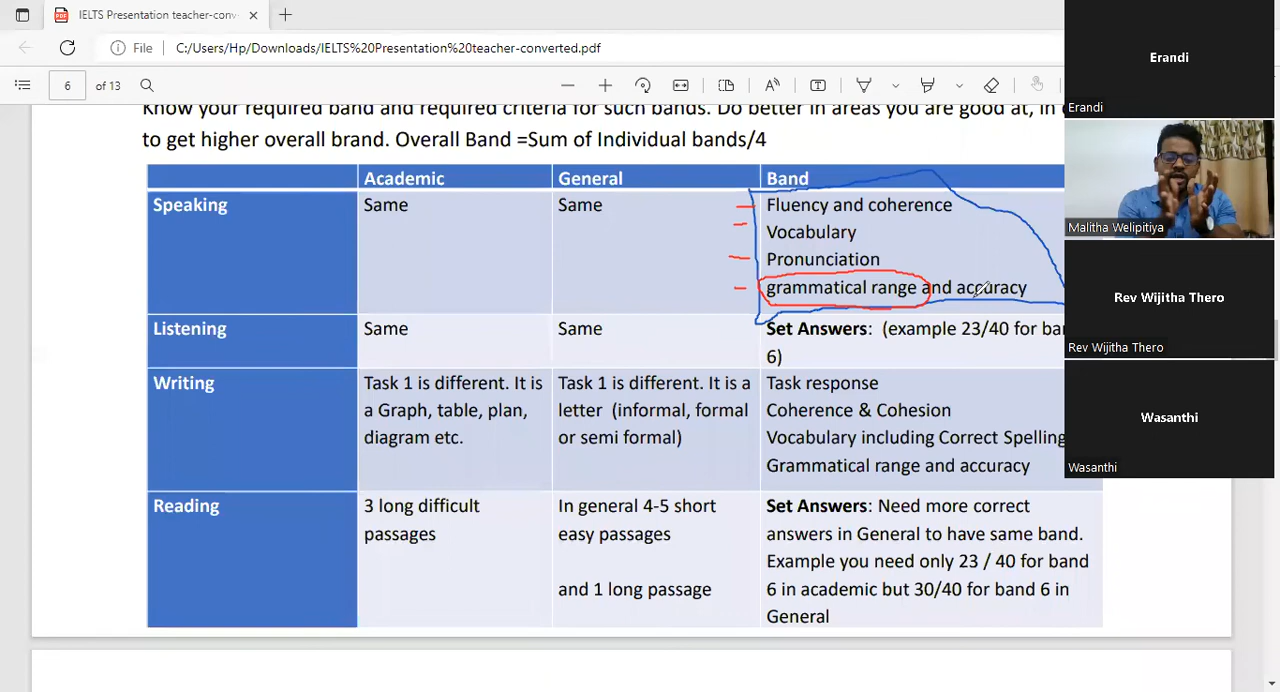 IELTS Presentation teacher-conv
File C:/Users/Hp/Downloads/IELTS%20Presentation%20teacher-converted.pdf
6 of 13
Know your required band and required criteria for such bands. Do better in areas you are good at, in
to get higher overall brand. Overall Band =Sum of Individual bands/4
Academic General Band
Speaking Same Same Fluency and coherence
Vocabulary
Pronunciation
grammatical range and accuracy
Listening Same Same Set Answers: (example 23/40 for ban
6)
Writing Task 1 is different. It is Task 1 is different. It is a Task response
a Graph, table, plan, letter (informal, formal Coherence & Cohesion
diagram etc. or semi formal) Vocabulary including Correct Spelling
Grammatical range and accuracy
Reading 3 long difficult In general 4-5 short Set Answers: Need more correct
passages easy passages answers in General to have same band.
Example you need only 23 / 40 for band
and 1 long passage 6 in academic but 30/40 for band 6 in
General
Erandi
Erandi
Malitha Welipitiya
Rev Wijitha Thero
Rev Wijitha Thero
Wasanthi
Wasanthi